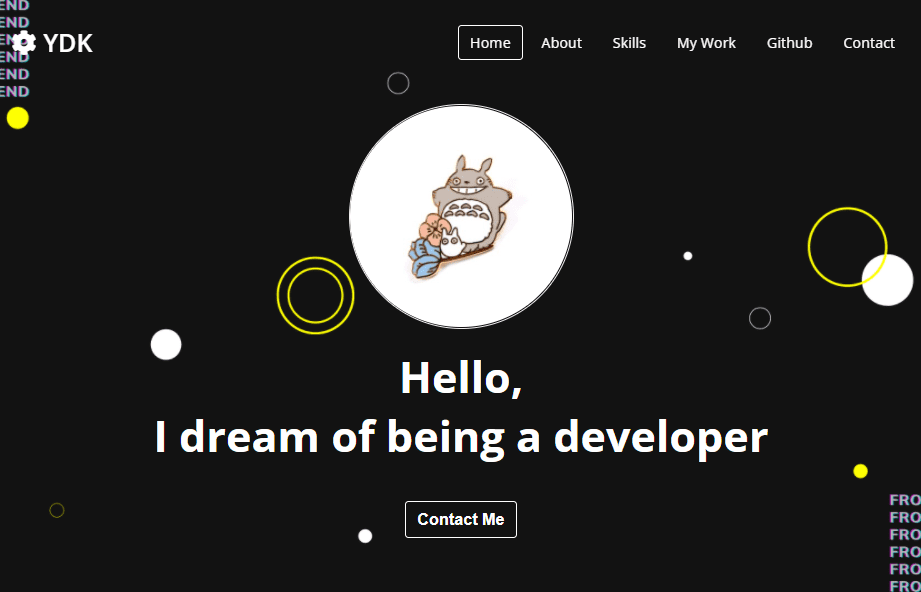 END
END
END
END
END
END
YDK
Home
About
Skills
My Work
Github
Contact
Hello,
I dream of being a developer
Contact Me
FRO
FRO
FRO
FRO
FRO
FRO